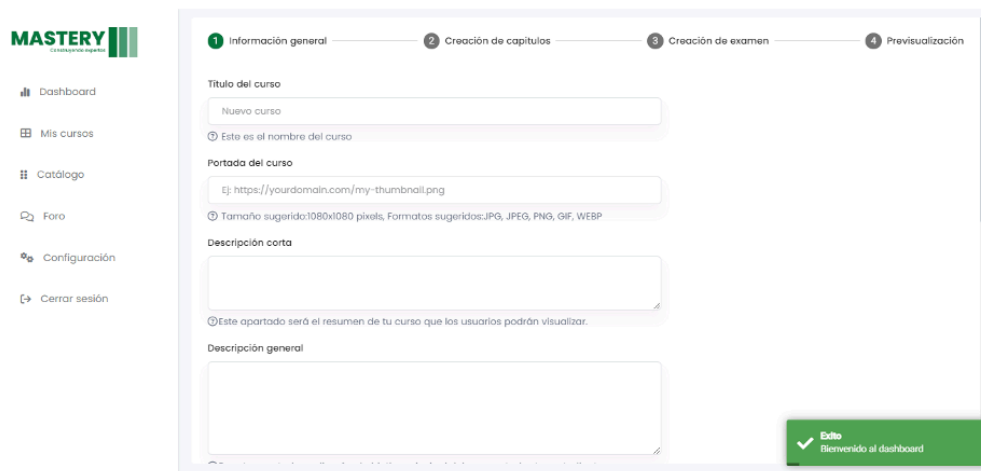 MASTERY
Construyendo expertos
Dashboard
Mis cursos
Catálogo
Foro
Configuración
Cerrar sesión
1 Información general 2 Creación de capitulos 3 Creación de examen 4 Previsualización
Título del curso
Nuevo curso
Este es el nombre del curso
Portada del curso
Ej: https://yourdomain.com/my-thumbnail.png
Tamaño sugerido:1080x1080 pixels, Formatos sugeridos:JPG, JPEG, PNG, GIF, WEBP
Descripción corta
Este apartado será el resumen de tu curso que los usuarios podrán visualizar.
Descripción general
Exito
Bienvenido al dashboard